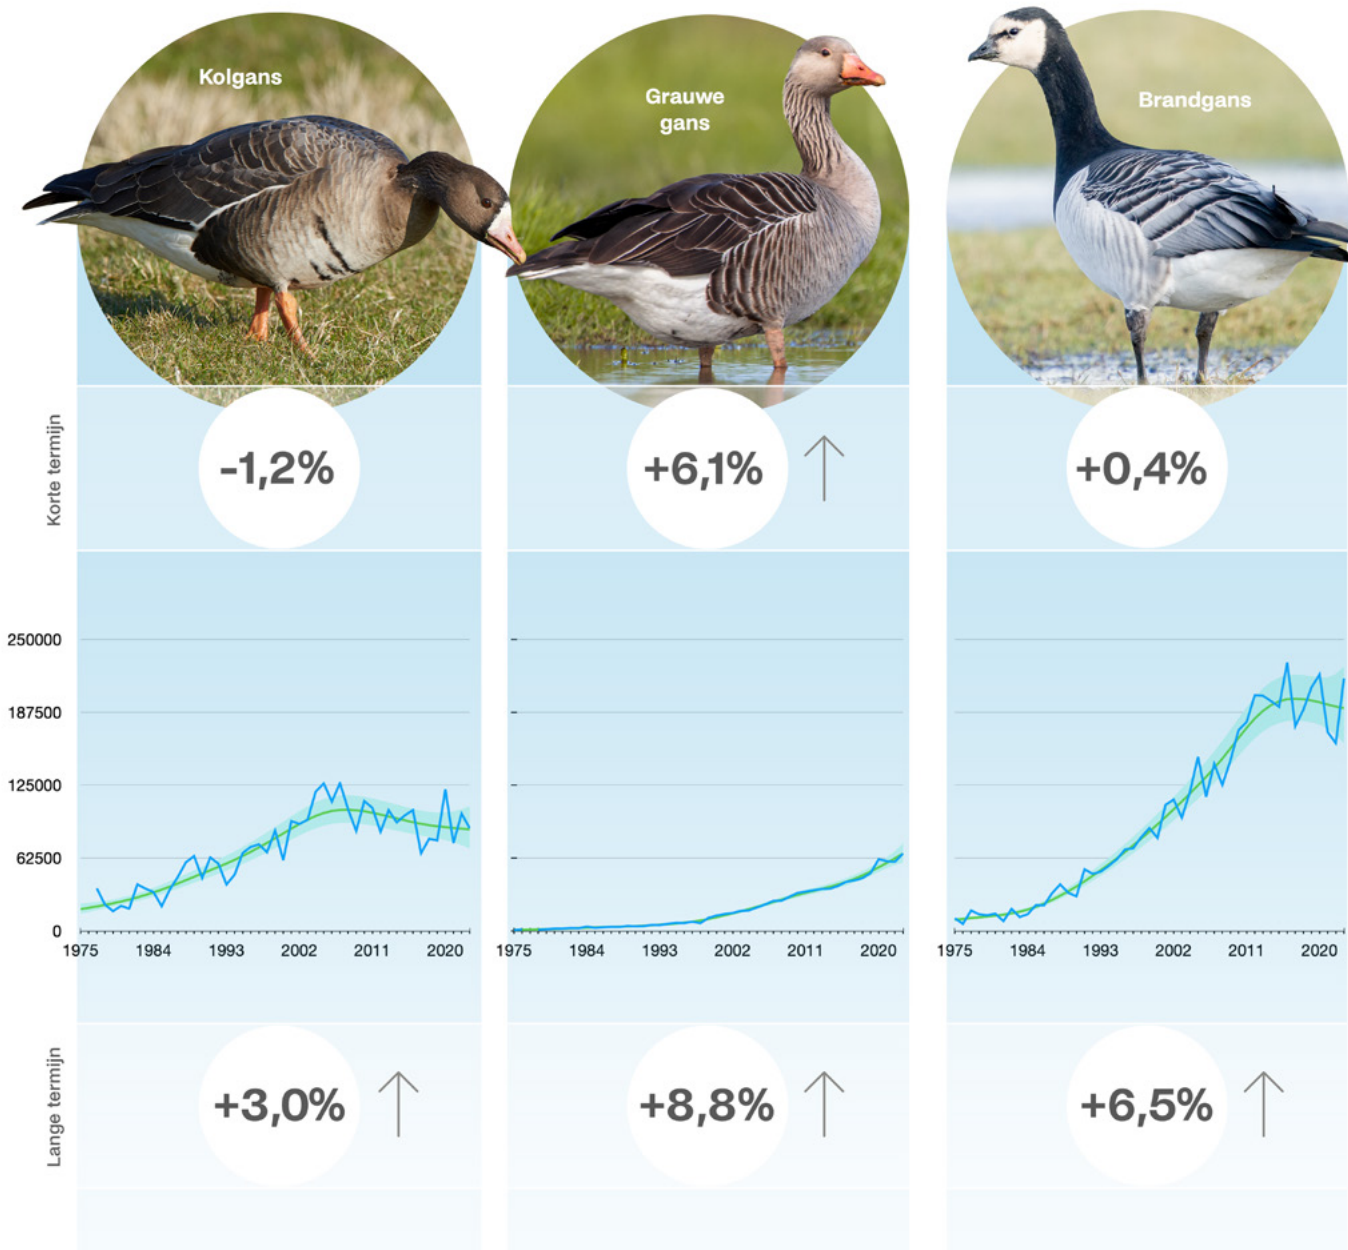 Kolgans
Grauwe
gans
Brandgans
Korte termijn
-1,2%
+6,1%
+0,4%
250000
187500
125000
62500
0
1975 1984 1993 2002 2011 2020
1975 1984 1993 2002 2011 2020
1975 1984 1993 2002 2011 2020
Lange termijn
+3,0%
+8,8%
+6,5%